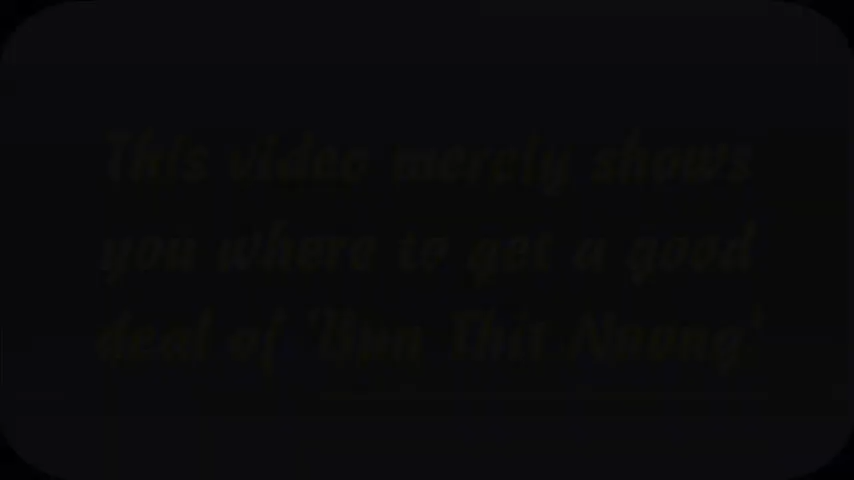 This video merely shows
you where to get a good
deal of 'Bun Thit Nuong'